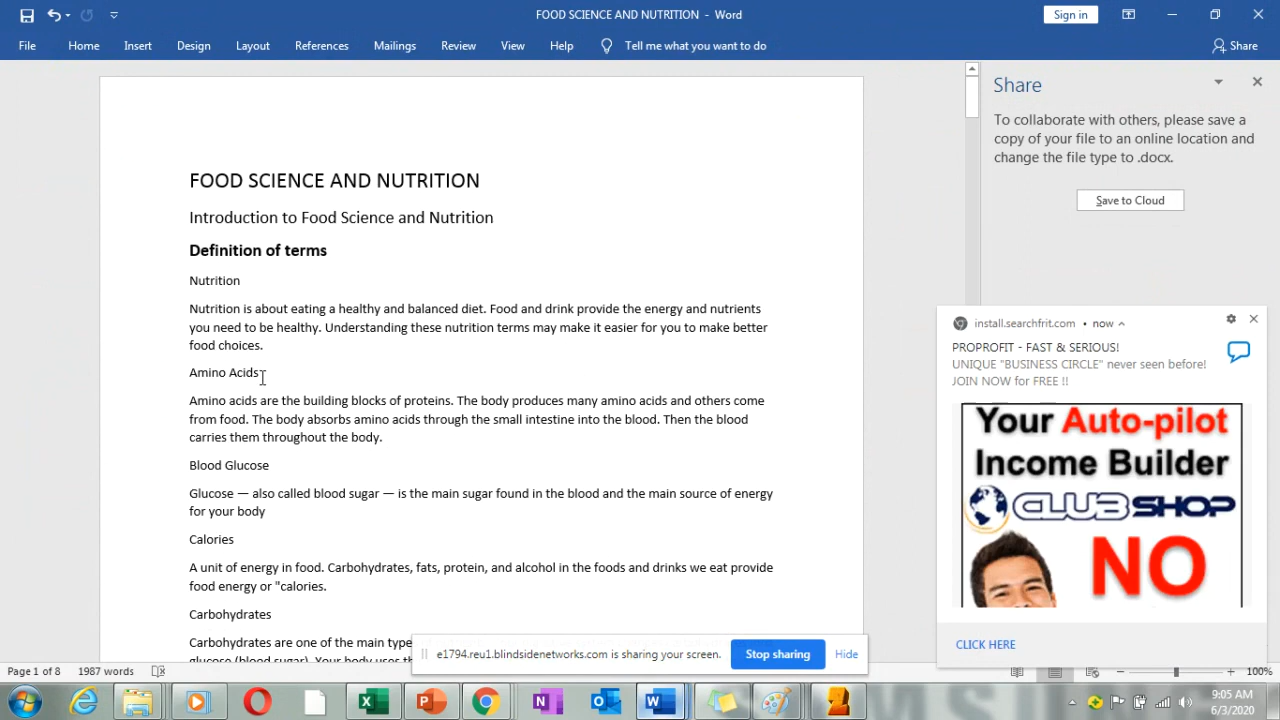 FOOD SCIENCE AND NUTRITION - Word
Sign in
File Home Insert Design Layout References Mailings Review View Help Tell me what you want to do
Share
FOOD SCIENCE AND NUTRITION
Introduction to Food Science and Nutrition
Definition of terms
Nutrition
Nutrition is about eating a healthy and balanced diet. Food and drink provide the energy and nutrients
you need to be healthy. Understanding these nutrition terms may make it easier for you to make better
food choices.
Amino Acids
Amino acids are the building blocks of proteins. The body produces many amino acids and others come
from food. The body absorbs amino acids through the small intestine into the blood. Then the blood
carries them throughout the body.
Blood Glucose
Glucose — also called blood sugar — is the main sugar found in the blood and the main source of energy
for your body
Calories
A unit of energy in food. Carbohydrates, fats, protein, and alcohol in the foods and drinks we eat provide
food energy or "calories.
Carbohydrates
Carbohydrates are one of the main type
glucose (blood sugar). Your body uses
Share
To collaborate with others, please save a
copy of your file to an online location and
change the file type to .docx.
Save to Cloud
install.searchfrit.com • now
PROPROFIT - FAST & SERIOUS!
UNIQUE "BUSINESS CIRCLE" never seen before!
JOIN NOW for FREE !!
Your Auto-pilot
Income Builder
CLUBSHOP
NO
CLICK HERE
e1794.reu1.blindsidenetworks.com is sharing your screen.
Stop sharing
Hide
Page 1 of 8 1987 words
100%
9:05 AM
6/3/2020